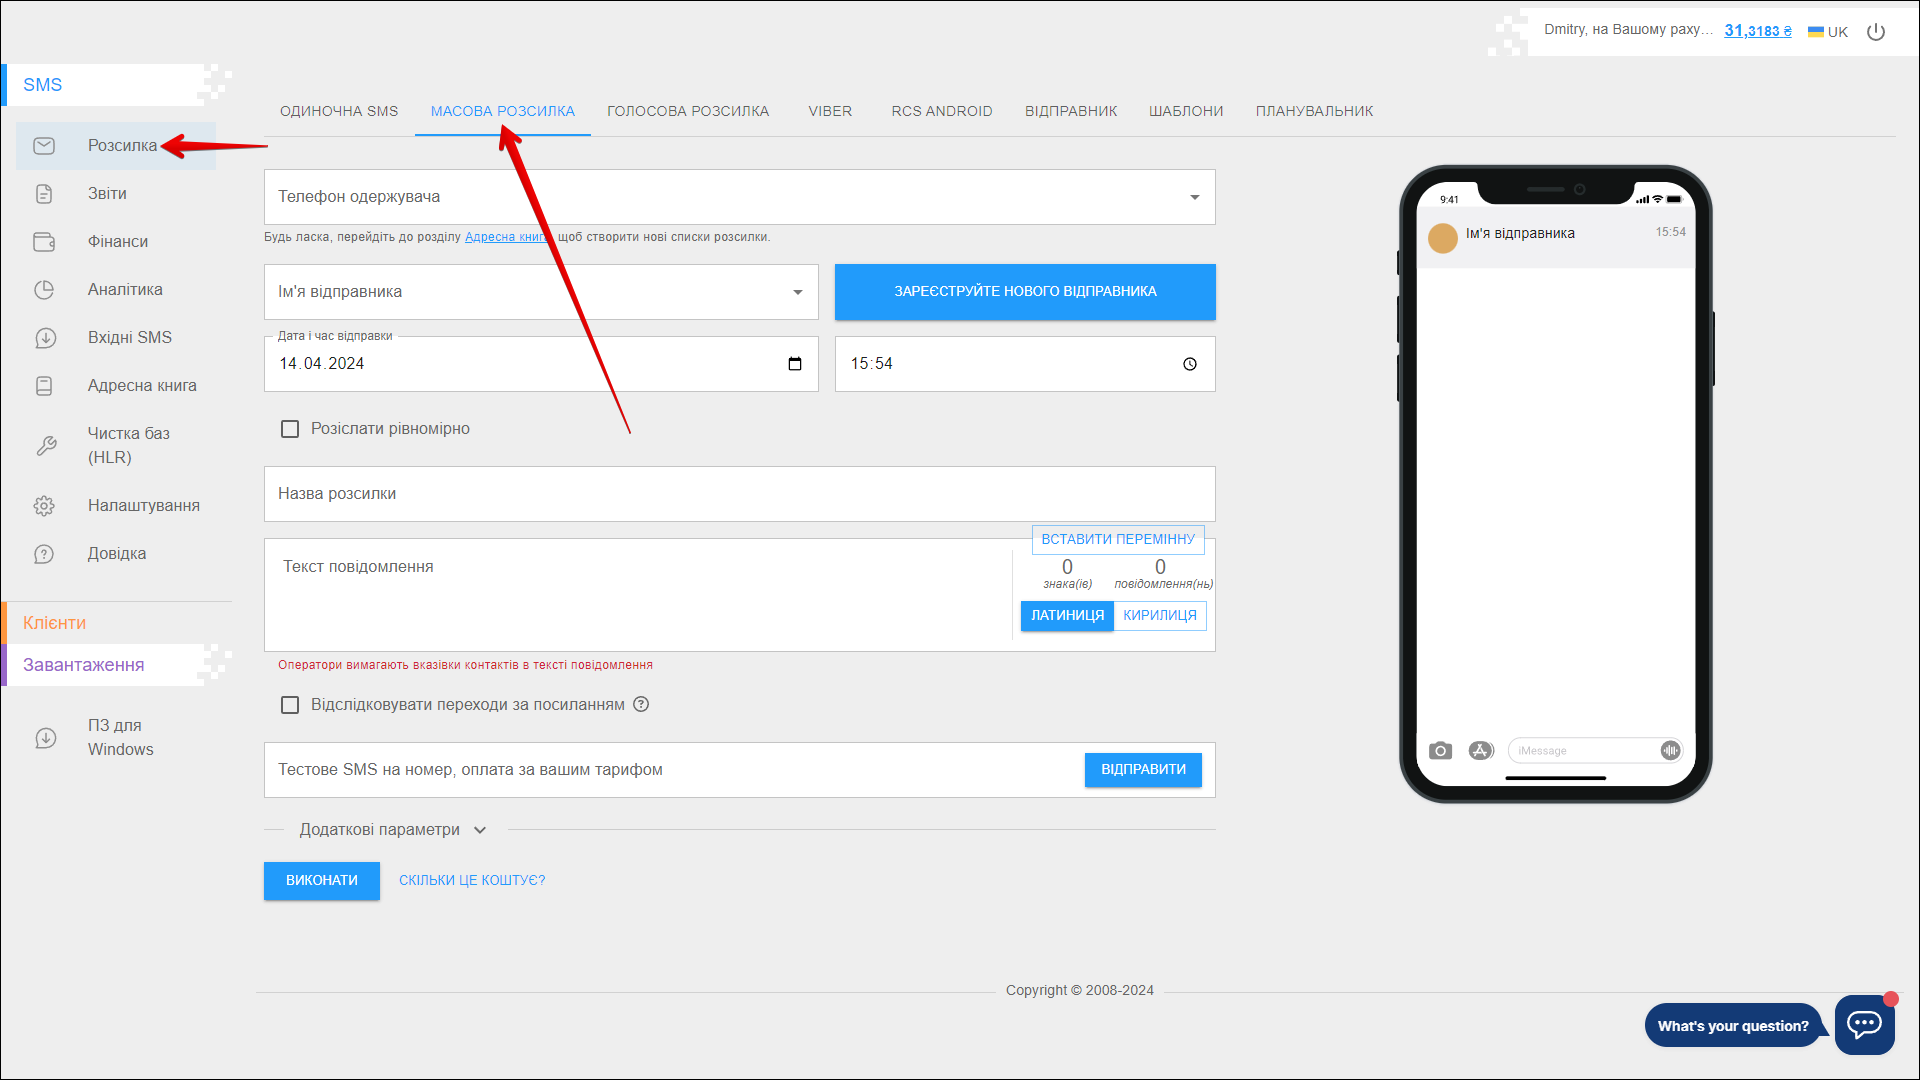 Dmitry, на Вашому раху... 31,3183 ₴ UK
SMS
Розсилка
Звіти
Фінанси
Аналітика
Вхідні SMS
Адресна книга
Чистка баз
(HLR)
Налаштування
Довідка
Клієнти
Завантаження
ПЗ для
Windows
ОДИНОЧНА SMS МАСОВА РОЗСИЛКА ГОЛОСОВА РОЗСИЛКА VIBER RCS ANDROID ВІДПРАВНИК ШАБЛОНИ ПЛАНУВАЛЬНИК
Телефон одержувача
Будь ласка, перейдіть до розділу Адресна книга щоб створити нові списки розсилки.
Ім'я відправника
ЗАРЕЄСТРУЙТЕ НОВОГО ВІДПРАВНИКА
Дата і час відправки
14.04.2024
15:54
Розіслати рівномірно
Назва розсилки
ВСТАВИТИ ПЕРЕМІННУ
Текст повідомлення
0 0
знака(ів) повідомлення(нь)
ЛАТИНИЦЯ КИРИЛИЦЯ
Оператори вимагають вказівки контактів в тексті повідомлення
Відслідковувати переходи за посиланням ?
Тестове SMS на номер, оплата за вашим тарифом
ВІДПРАВИТИ
Додаткові параметри
ВИКОНАТИ
СКІЛЬКИ ЦЕ КОШТУЄ?
9:41
Ім'я відправника
15:54
iMessage
Copyright © 2008-2024
What's your question?